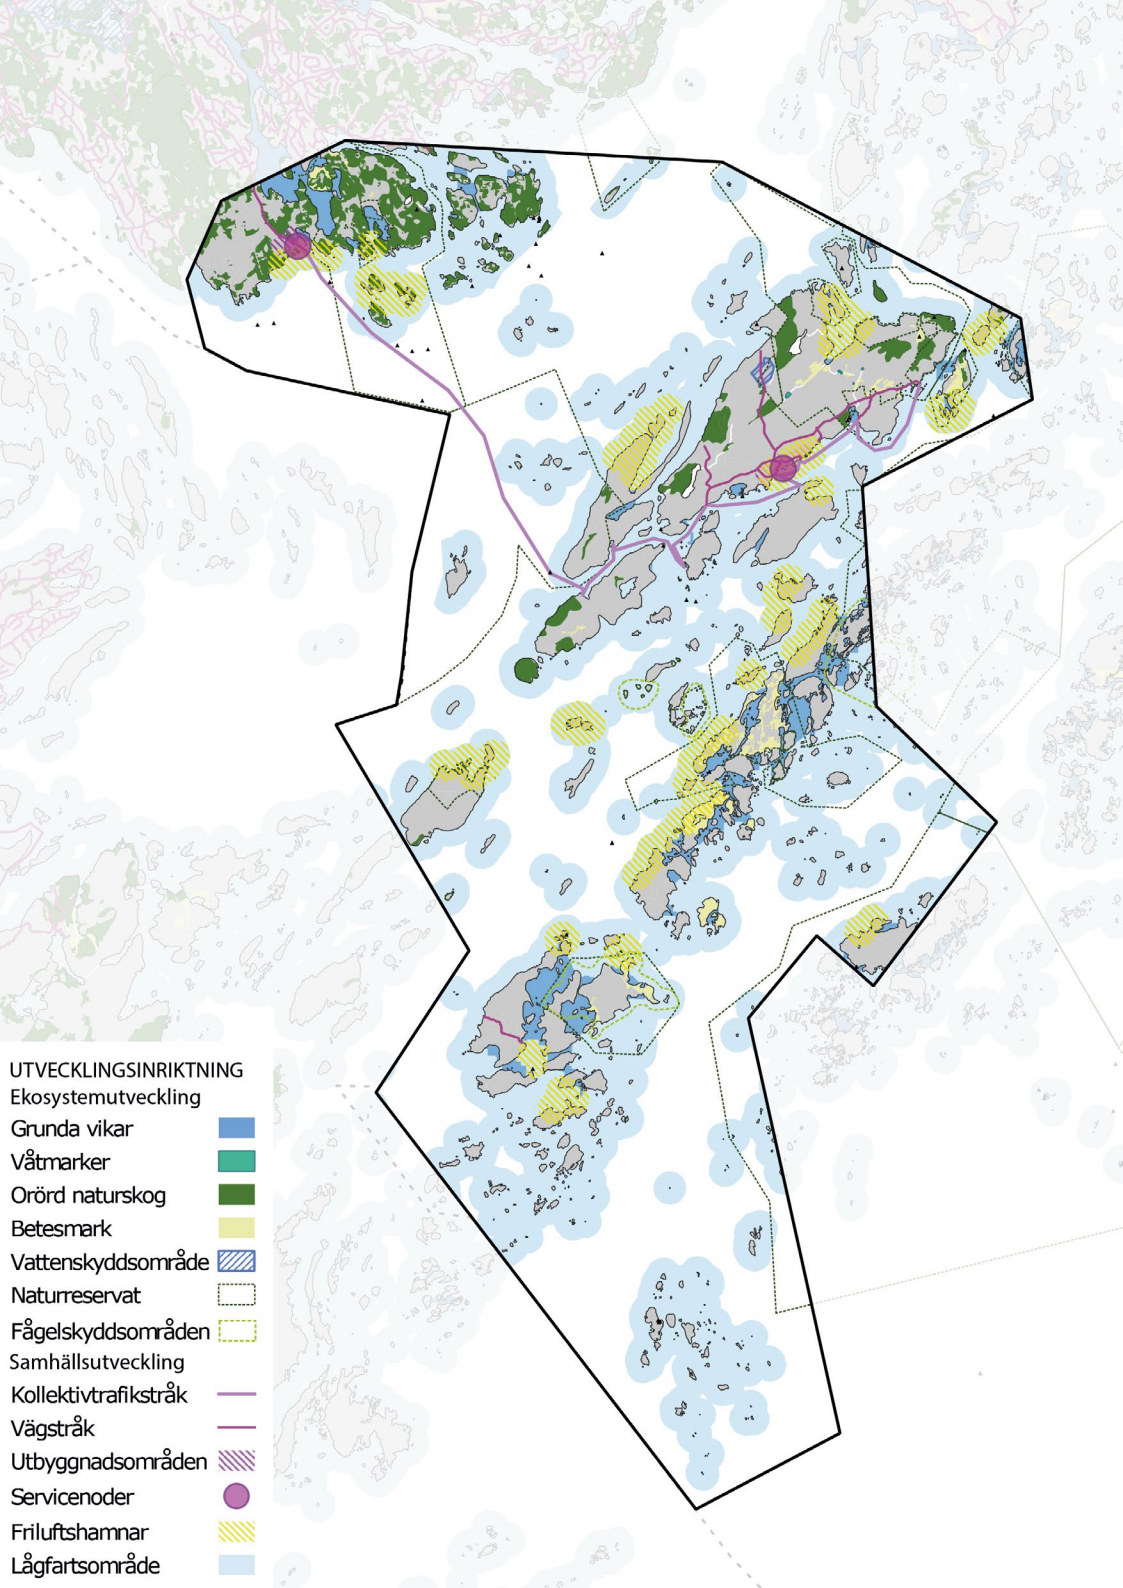 UTVECKLINGSINRIKTNING
Ekosystemutveckling
Grunda vikar
Våtmarker
Orörd naturskog
Betesmark
Vattenskyddsområde
Naturreservat
Fågelskyddsområden
Samhällsutveckling
Kollektivtrafikstråk
Vägstråk
Utbyggnadsområden
Servicenoder
Friluftshamnar
Lågfartsområde